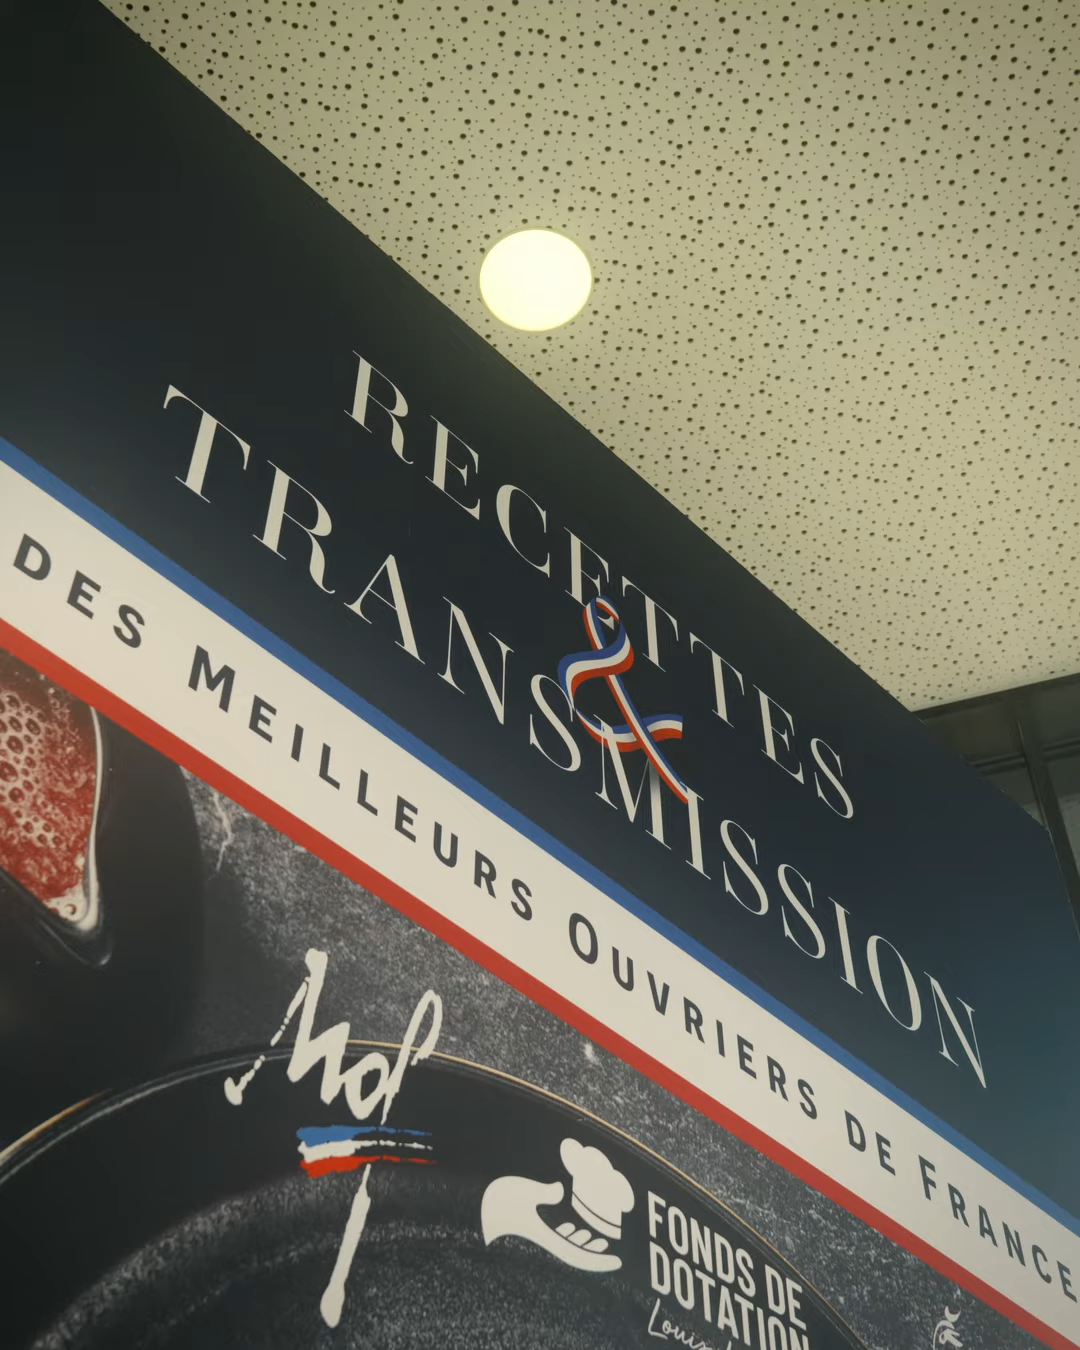 RECETTES
&
TRANSMISSION
DES MEILLEURS OUVRIERS DE FRANCE
Mof
FONDS DE
DOTATION